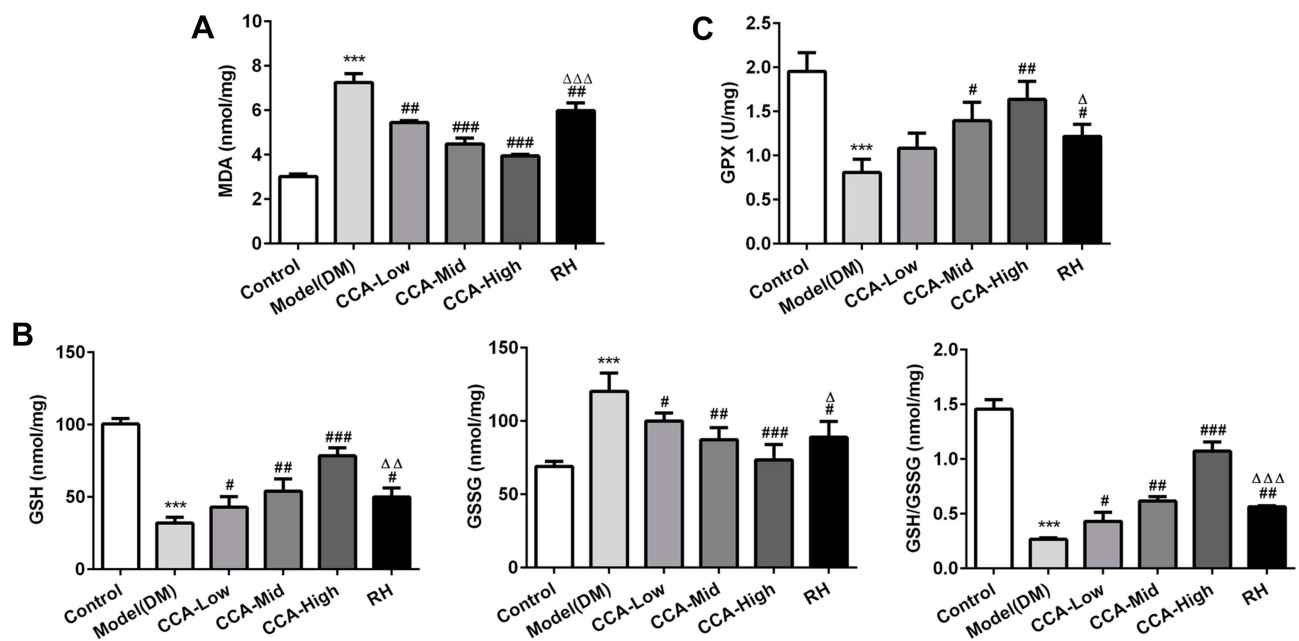 A
MDA (nmol/mg)
10
8
6
4
2
0
***
##
###
###
ΔΔΔ
##
Control
Model(DM)
CCA-Low
CCA-Mid
CCA-High
RH
C
GPX (U/mg)
2.5
2.0
1.5
1.0
0.5
0.0
***
#
##
Δ
#
Control
Model(DM)
CCA-Low
CCA-Mid
CCA-High
RH
B
GSH (nmol/mg)
150
100
50
0
***
#
##
###
ΔΔ
#
Control
Model(DM)
CCA-Low
CCA-Mid
CCA-High
RH
GSSG (nmol/mg)
150
100
50
0
***
#
##
###
Δ
#
Control
Model(DM)
CCA-Low
CCA-Mid
CCA-High
RH
GSH/GSSG (nmol/mg)
2.0
1.5
1.0
0.5
0.0
***
#
##
###
ΔΔΔ
##
Control
Model(DM)
CCA-Low
CCA-Mid
CCA-High
RH